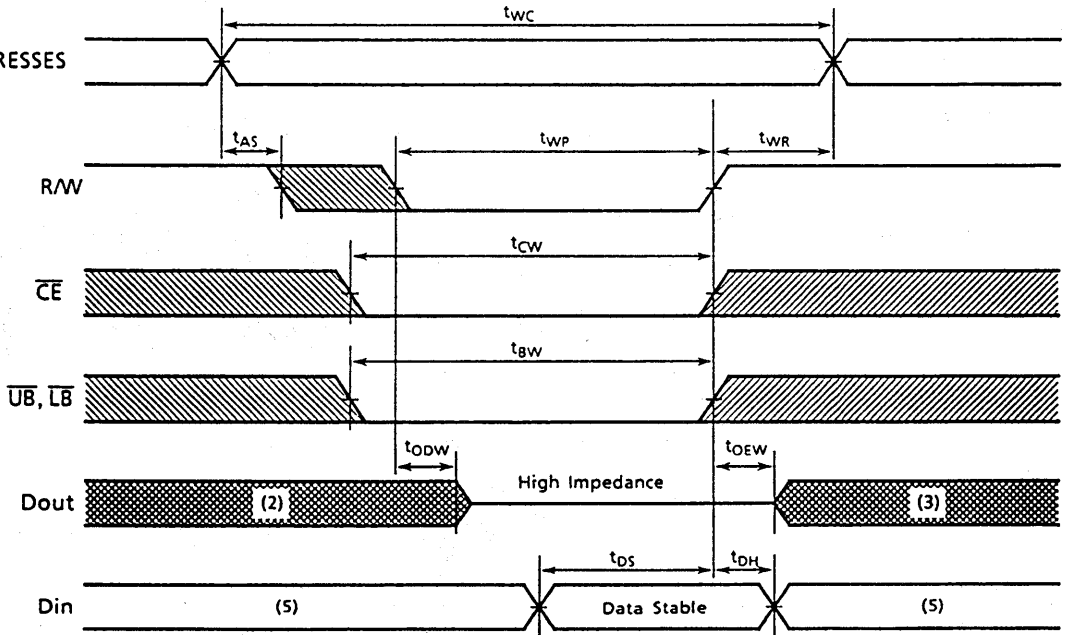 tWC
RESSES
tAS
tWP
tWR
R/W
tCW
CE
tBW
UB, LB
tODW
tOEW
High Impedance
Dout
(2)
(3)
tDS
tDH
Din
(5)
Data Stable
(5)